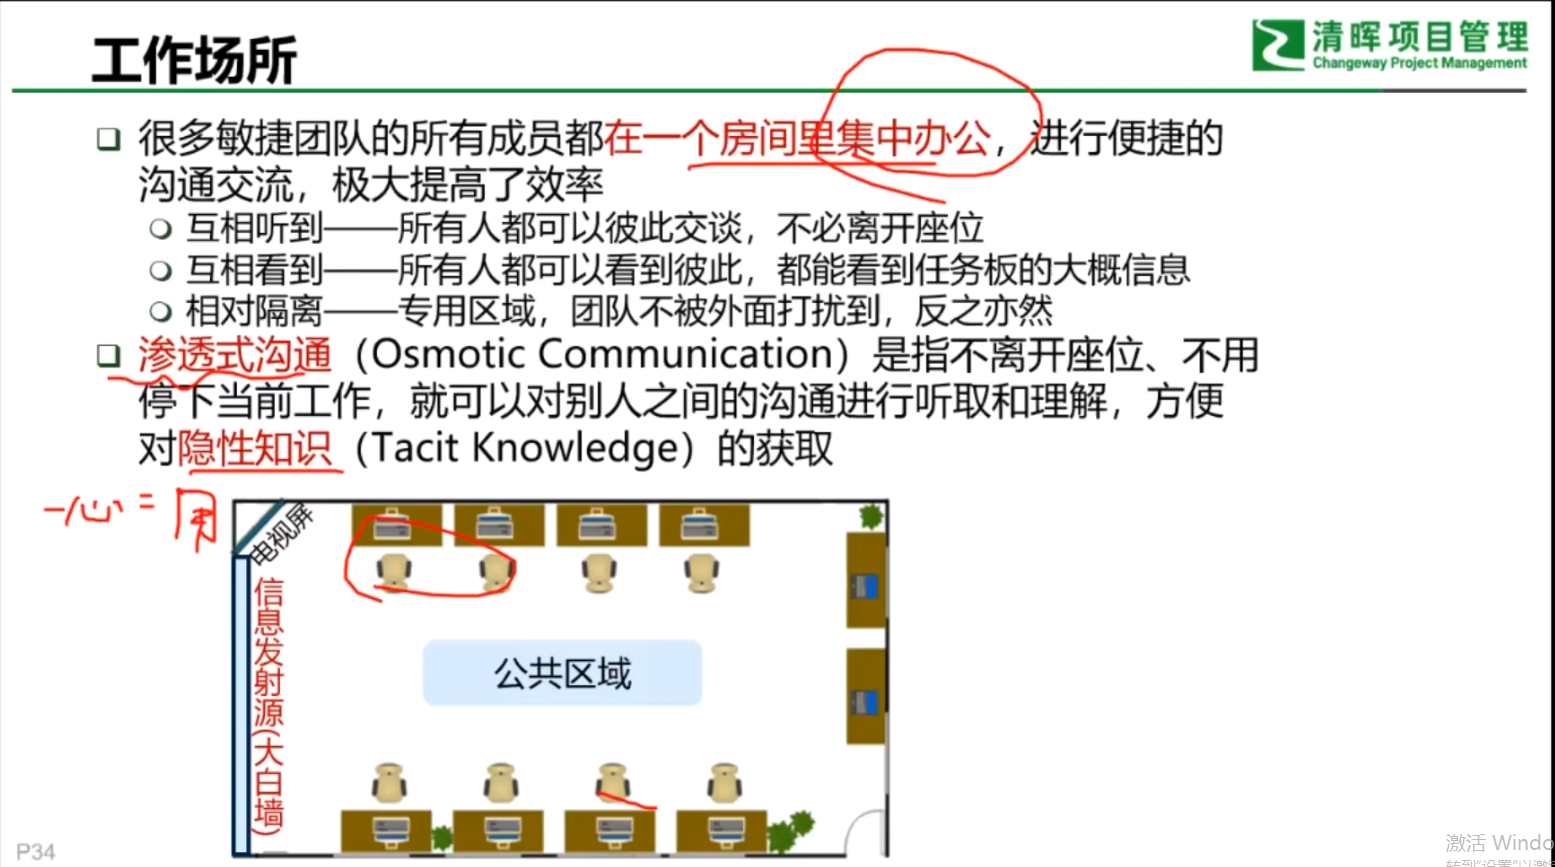 工作场所
清晖项目管理
Changeway Project Management
很多敏捷团队的所有成员都在一个房间里集中办公，进行便捷的
沟通交流，极大提高了效率
互相听到——所有人都可以彼此交谈，不必离开座位
互相看到——所有人都可以看到彼此，都能看到任务板的大概信息
相对隔离——专用区域，团队不被外面打扰到，反之亦然
渗透式沟通（Osmotic Communication）是指不离开座位、不用
停下当前工作，就可以对别人之间的沟通进行听取和理解，方便
对隐性知识（Tacit Knowledge）的获取
一心二用
电视屏
信息发射源(大白墙)
公共区域
P34
激活 Windo
转到"设置"以激